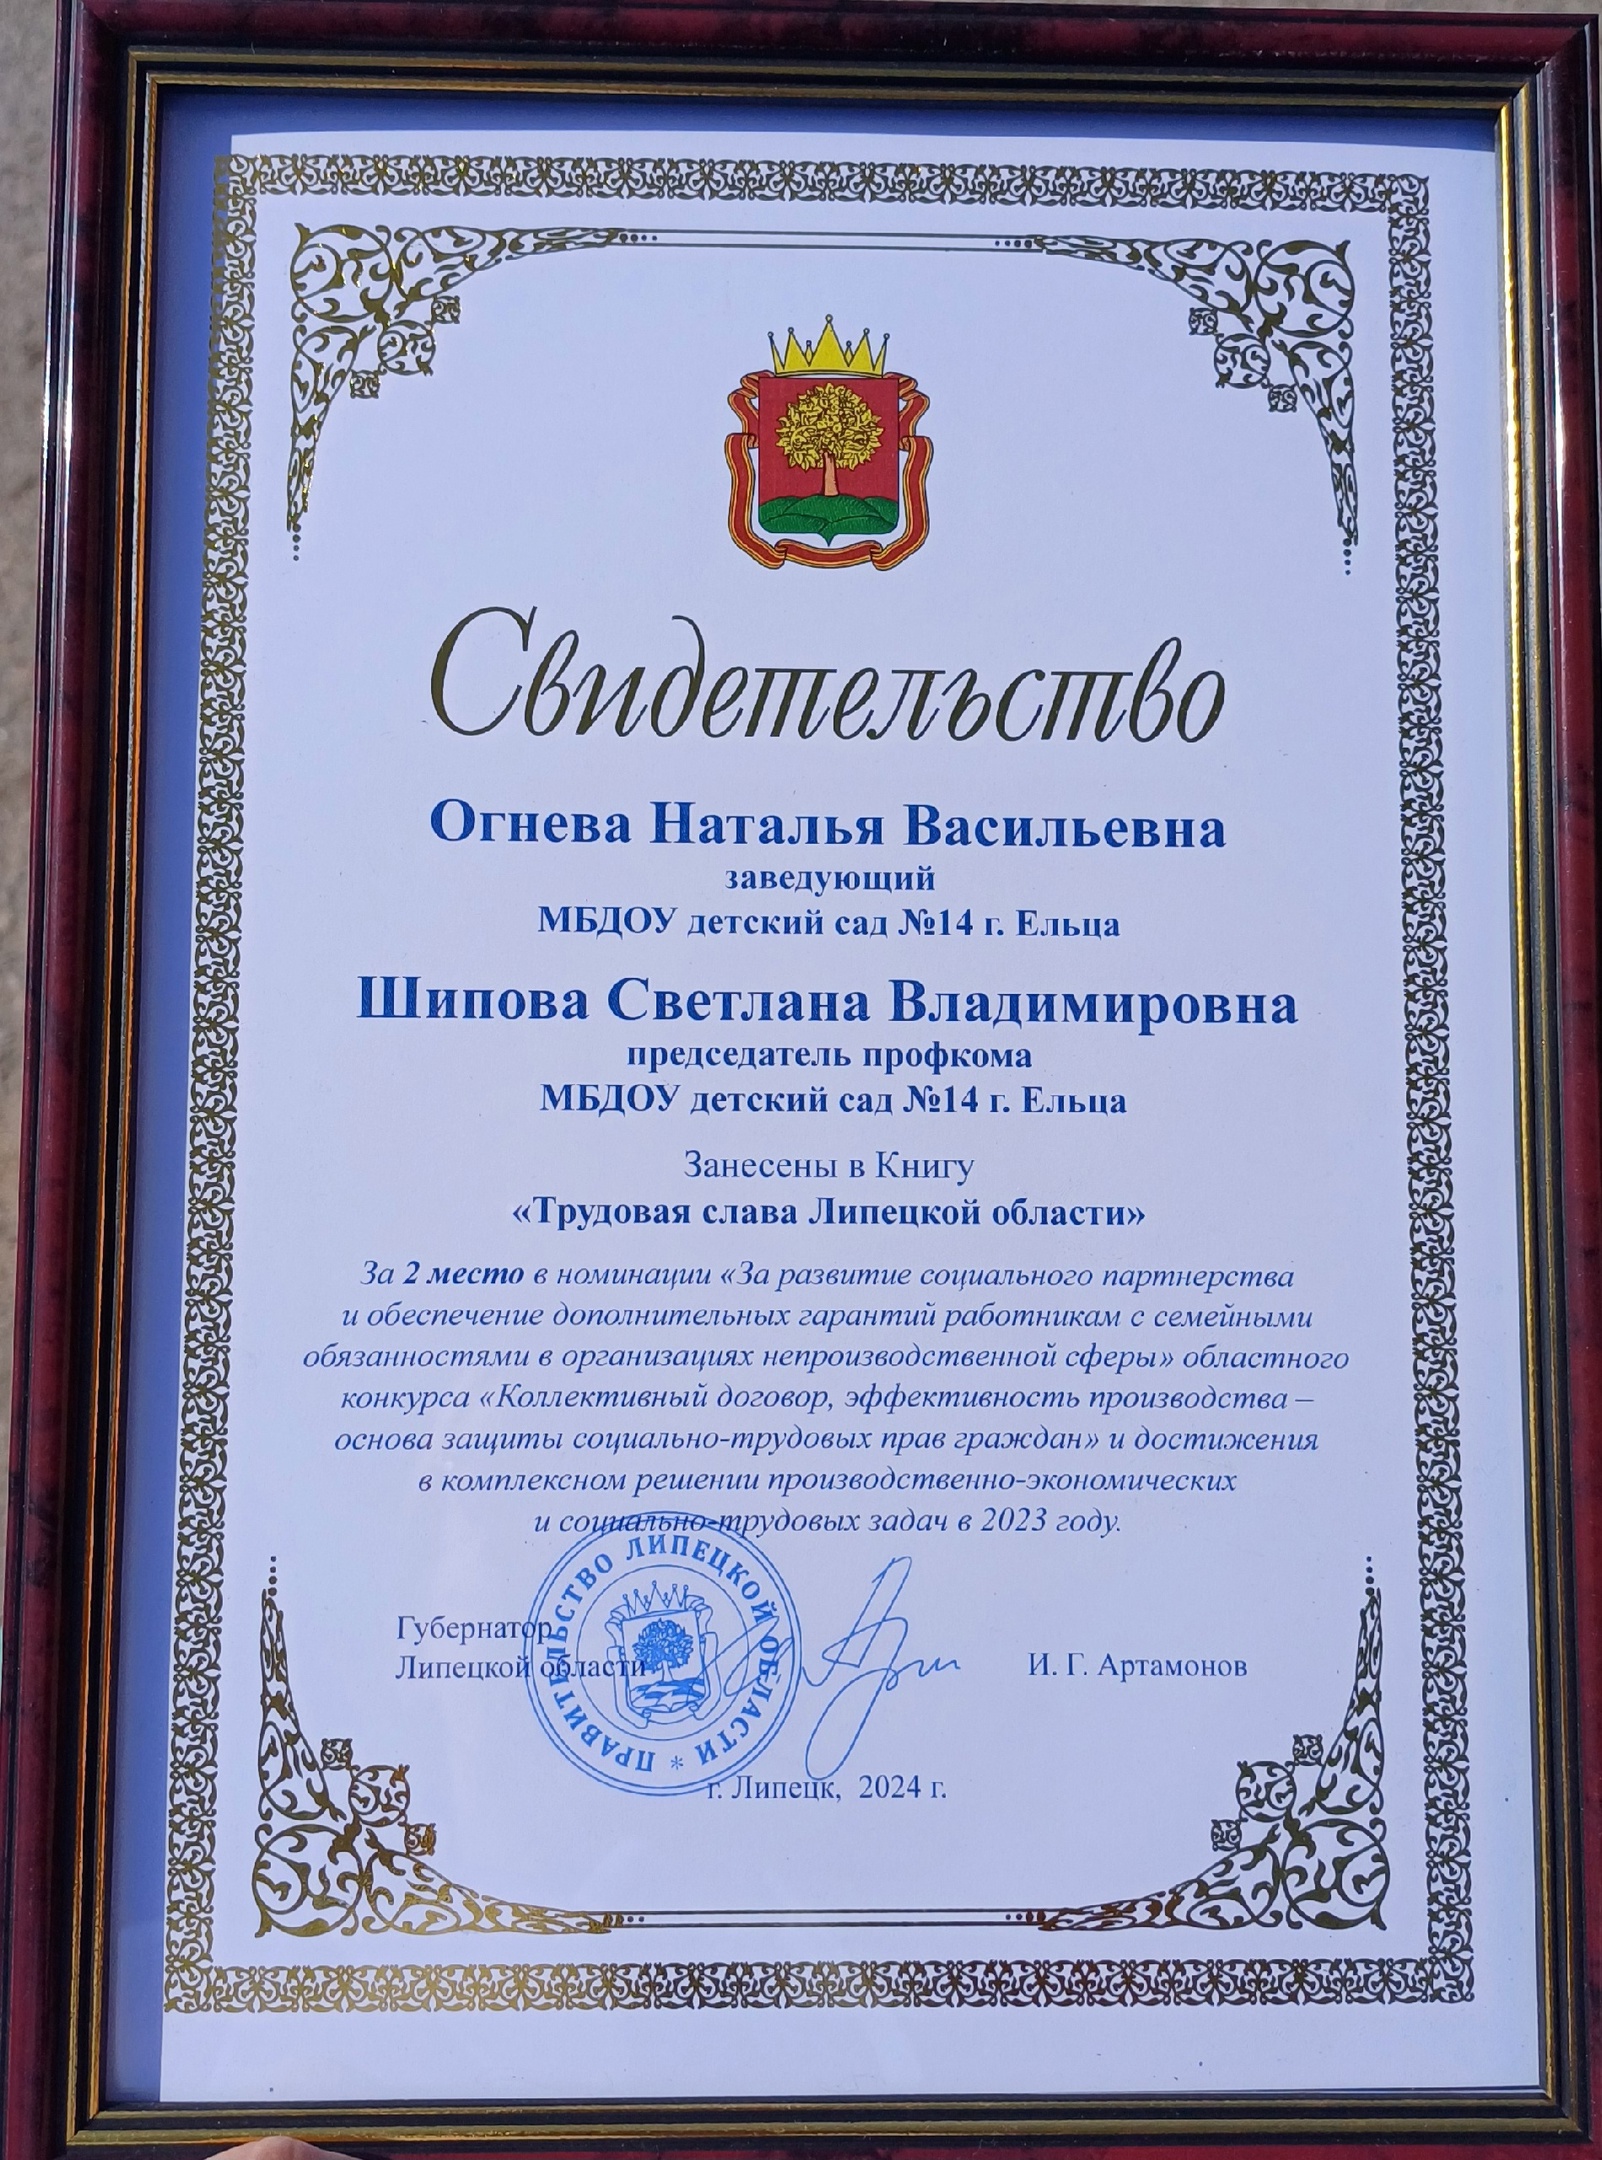 Свидетельство
Огнева Наталья Васильевна
заведующий
МБДОУ детский сад №14 г. Ельца
Шипова Светлана Владимировна
председатель профкома
МБДОУ детский сад №14 г. Ельца
Занесены в Книгу
«Трудовая слава Липецкой области»
За 2 место в номинации «За развитие социального партнерства
и обеспечение дополнительных гарантий работникам с семейными
обязанностями в организациях непроизводственной сферы» областного
конкурса «Коллективный договор, эффективность производства –
основа защиты социально-трудовых прав граждан» и достижения
в комплексном решении производственно-экономических
и социально-трудовых задач в 2023 году.
Губернатор
Липецкой области
И. Г. Артамонов
ПРАВИТЕЛЬСТВО ЛИПЕЦКОЙ ОБЛАСТИ *
г. Липецк, 2024 г.